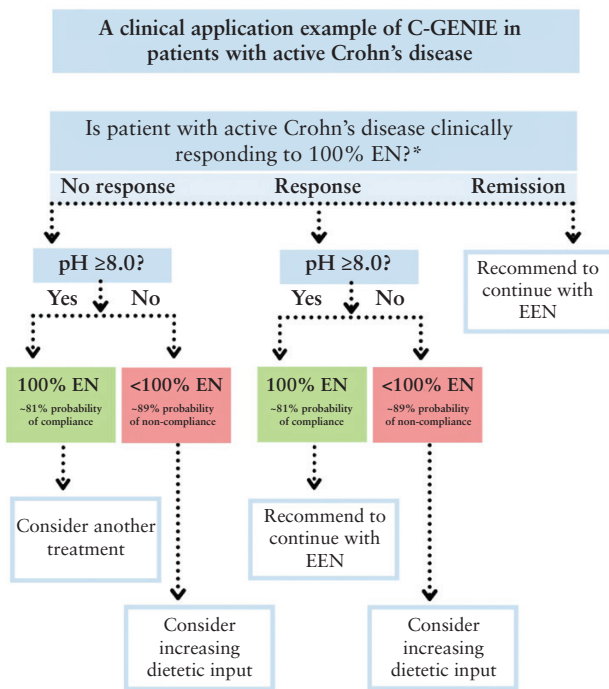 A clinical application example of C-GENIE in
patients with active Crohn's disease
Is patient with active Crohn's disease clinically
responding to 100% EN?*
No response
Response
Remission
pH ≥8.0?
Yes
No
pH ≥8.0?
Yes
No
Recommend to
continue with
EEN
100% EN
~81% probability
of compliance
<100% EN
~89% probability
of non-compliance
100% EN
~81% probability
of compliance
<100% EN
~89% probability
of non-compliance
Consider another
treatment
Recommend to
continue with
EEN
Consider
increasing
dietetic input
Consider
increasing
dietetic input